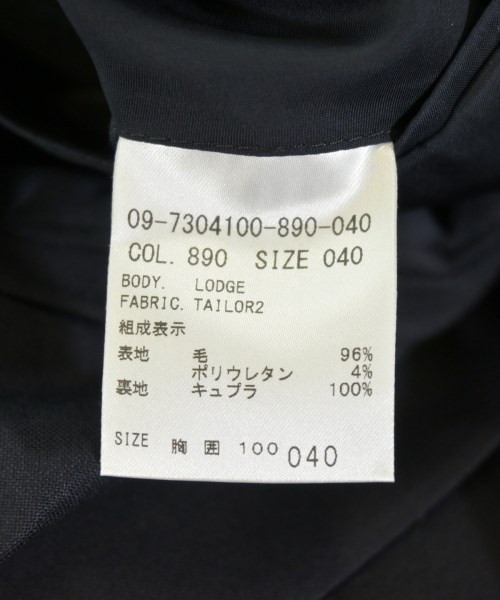 09-7304100-890-040
COL. 890 SIZE 040
BODY. LODGE
FABRIC. TAILOR2
組成表示
表地 毛 96%
ポリウレタン 4%
裏地 キュプラ 100%
SIZE 胸囲 100 040